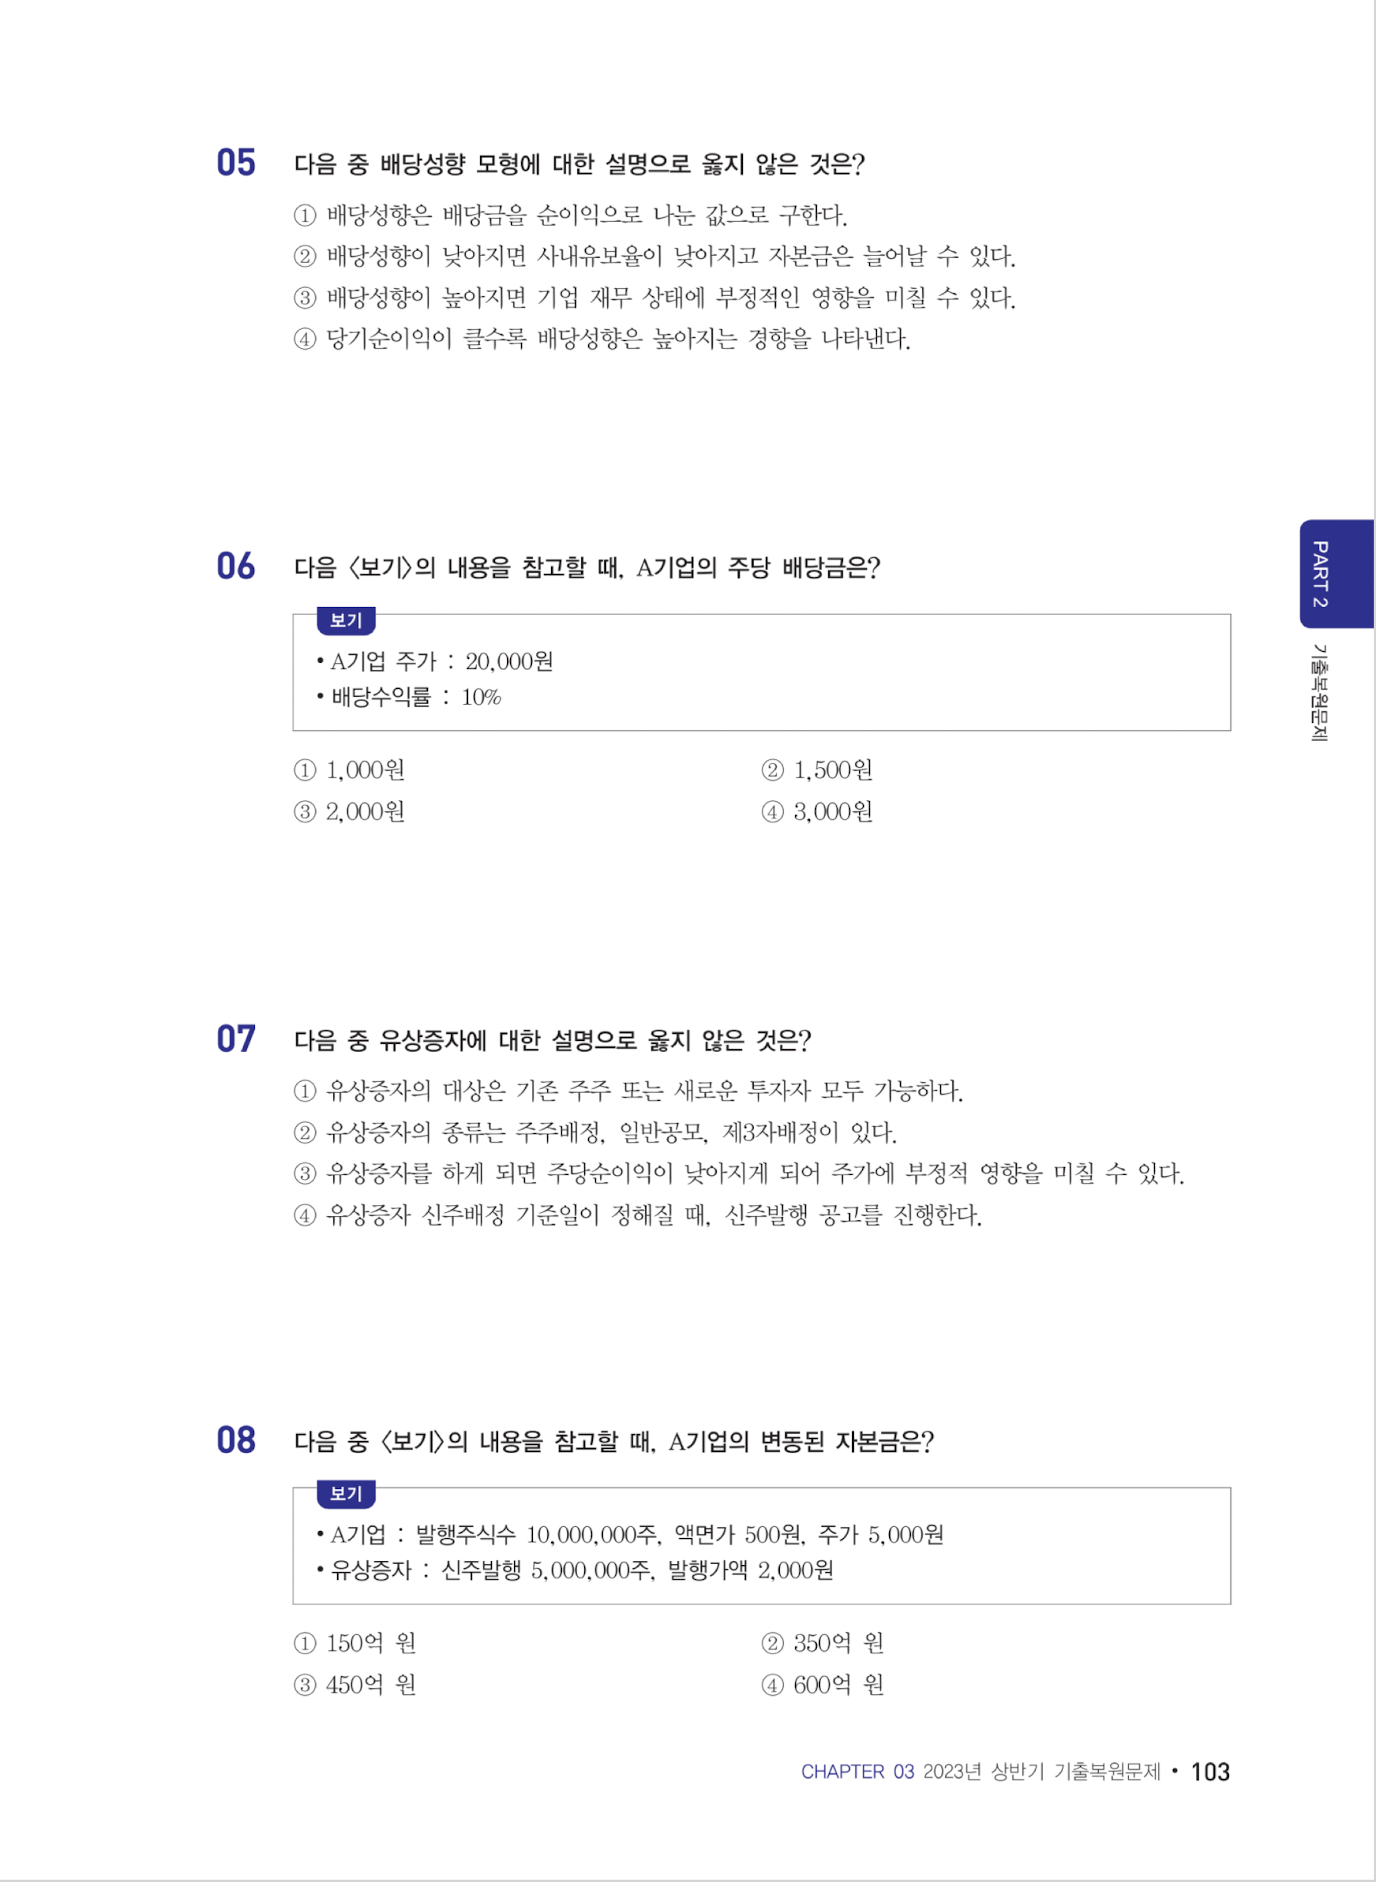 05 다음 중 배당성향 모형에 대한 설명으로 옳지 않은 것은?
① 배당성향은 배당금을 순이익으로 나눈 값으로 구한다.
② 배당성향이 낮아지면 사내유보율이 낮아지고 자본금은 늘어날 수 있다.
③ 배당성향이 높아지면 기업 재무 상태에 부정적인 영향을 미칠 수 있다.
④ 당기순이익이 클수록 배당성향은 높아지는 경향을 나타낸다.
06 다음 〈보기〉의 내용을 참고할 때, A기업의 주당 배당금은?
보기
• A기업 주가 : 20,000원
• 배당수익률 : 10%
① 1,000원 ② 1,500원
③ 2,000원 ④ 3,000원
PART 2 기출복원문제
07 다음 중 유상증자에 대한 설명으로 옳지 않은 것은?
① 유상증자의 대상은 기존 주주 또는 새로운 투자자 모두 가능하다.
② 유상증자의 종류는 주주배정, 일반공모, 제3자배정이 있다.
③ 유상증자를 하게 되면 주당순이익이 낮아지게 되어 주가에 부정적 영향을 미칠 수 있다.
④ 유상증자 신주배정 기준일이 정해질 때, 신주발행 공고를 진행한다.
08 다음 중 〈보기〉의 내용을 참고할 때, A기업의 변동된 자본금은?
보기
• A기업 : 발행주식수 10,000,000주, 액면가 500원, 주가 5,000원
• 유상증자 : 신주발행 5,000,000주, 발행가액 2,000원
① 150억 원 ② 350억 원
③ 450억 원 ④ 600억 원
CHAPTER 03 2023년 상반기 기출복원문제 • 103